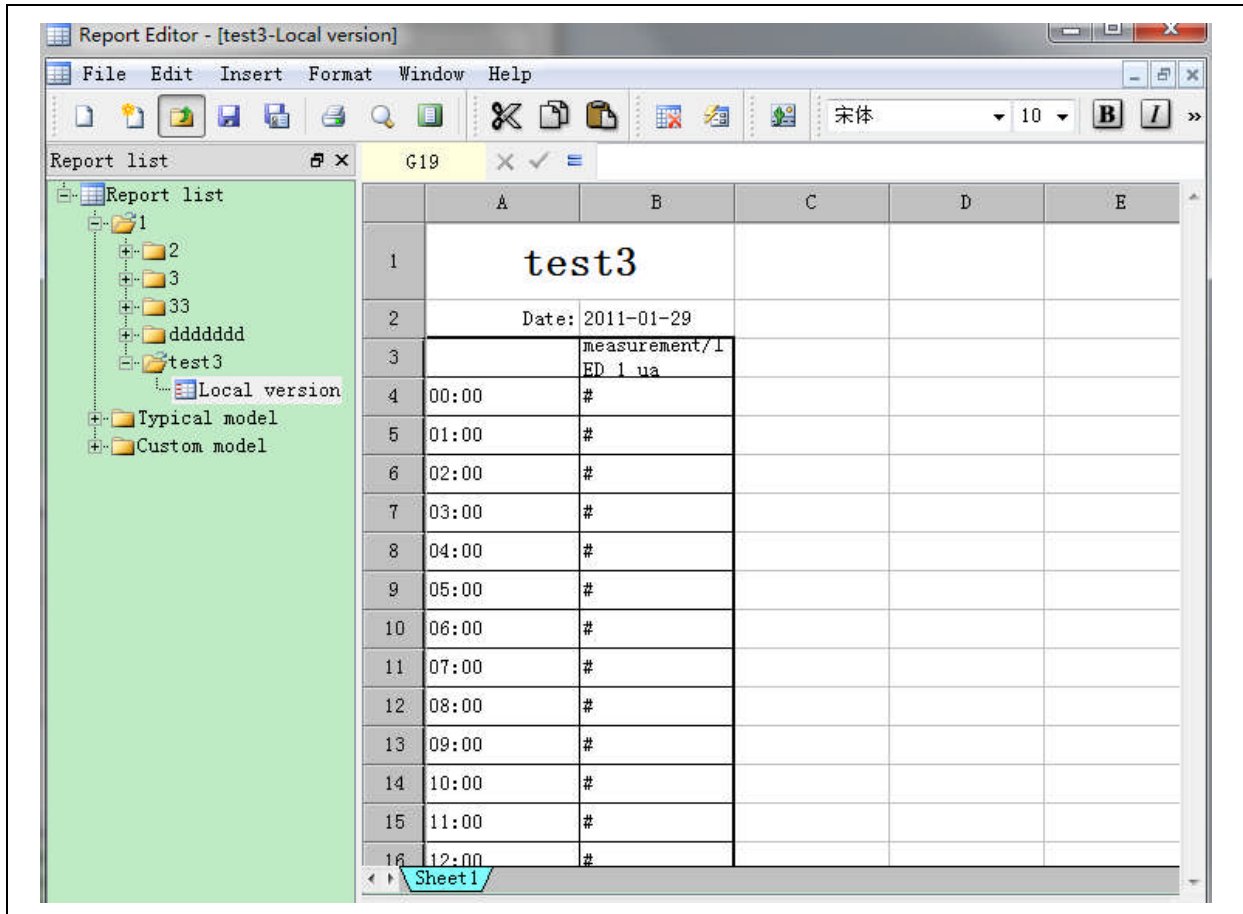 Report Editor - [test3-Local version]
File Edit Insert Format Window Help
宋体 10 B I »
Report list G19
Report list
1
2
3
33
ddddddd
test3
Local version
Typical model
Custom model
A B C D E
1 test3
2 Date: 2011-01-29
3 measurement/l
ED 1 ua
4 00:00 #
5 01:00 #
6 02:00 #
7 03:00 #
8 04:00 #
9 05:00 #
10 06:00 #
11 07:00 #
12 08:00 #
13 09:00 #
14 10:00 #
15 11:00 #
16 12:00 #
Sheet1